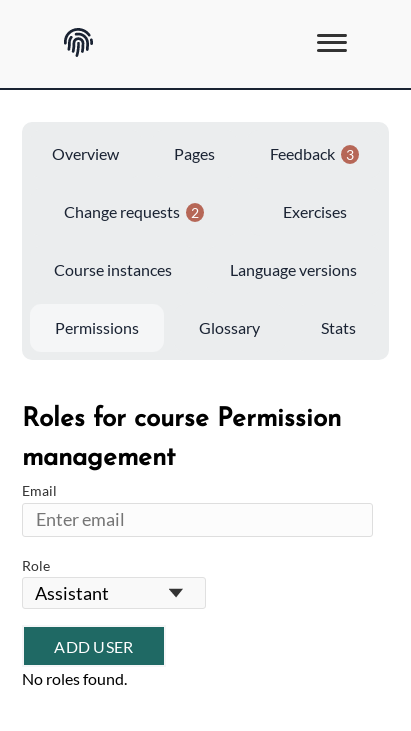 Overview Pages Feedback 3
Change requests 2 Exercises
Course instances Language versions
Permissions Glossary Stats
Roles for course Permission
management
Email
Enter email
Role
Assistant
ADD USER
No roles found.